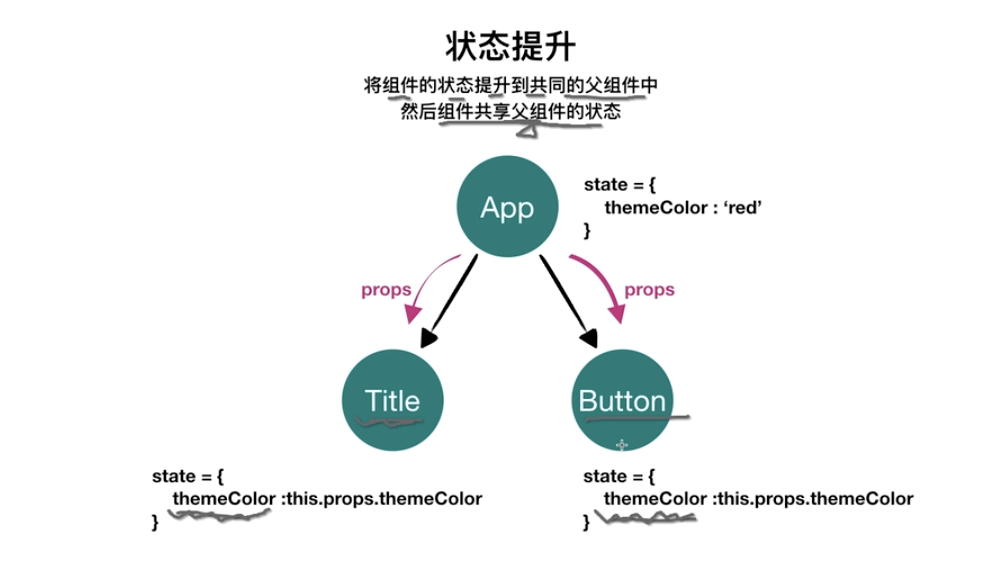 状态提升
将组件的状态提升到共同的父组件中
然后组件共享父组件的状态
App
state = {
themeColor : ‘red’
}
props
props
Title
Button
state = {
themeColor :this.props.themeColor
}
state = {
themeColor :this.props.themeColor
}